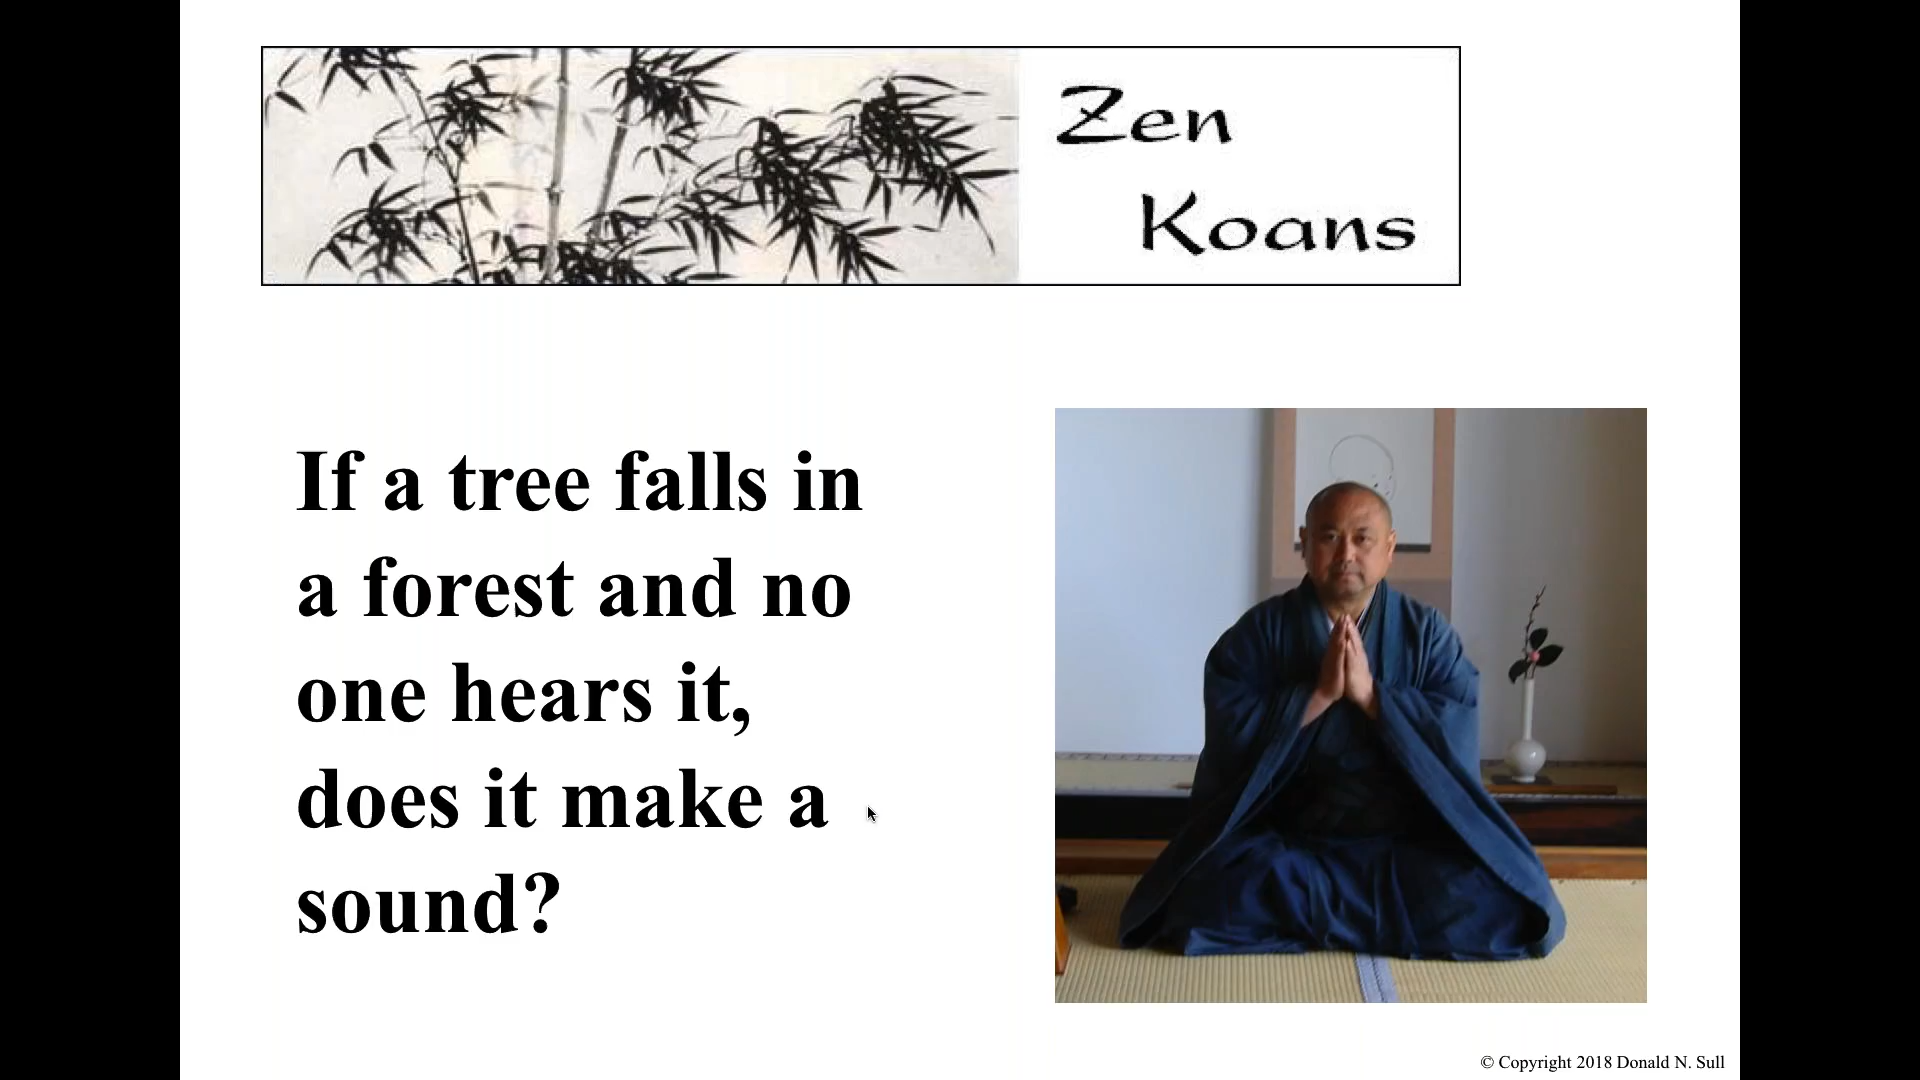 Zen
Koans
If a tree falls in
a forest and no
one hears it,
does it make a
sound?
© Copyright 2018 Donald N. Sull